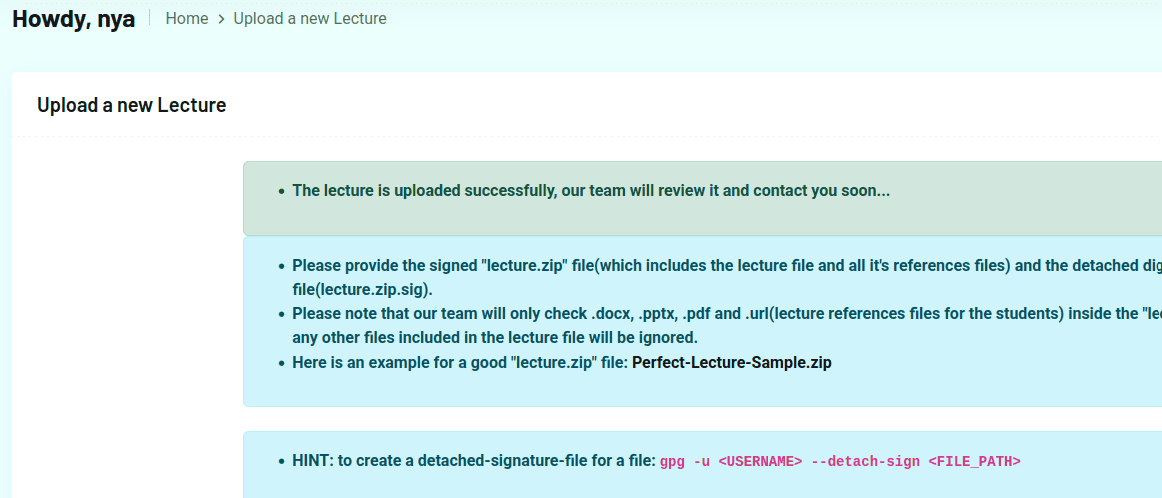 Howdy, nya Home > Upload a new Lecture
Upload a new Lecture
• The lecture is uploaded successfully, our team will review it and contact you soon...
• Please provide the signed "lecture.zip" file(which includes the lecture file and all it's references files) and the detached
file(lecture.zip.sig).
• Please note that our team will only check .docx, .pptx, .pdf and .url(lecture references files for the students) inside the
any other files included in the lecture file will be ignored.
• Here is an example for a good "lecture.zip" file: Perfect-Lecture-Sample.zip
• HINT: to create a detached-signature-file for a file: gpg -u <USERNAME> --detach-sign <FILE_PATH>